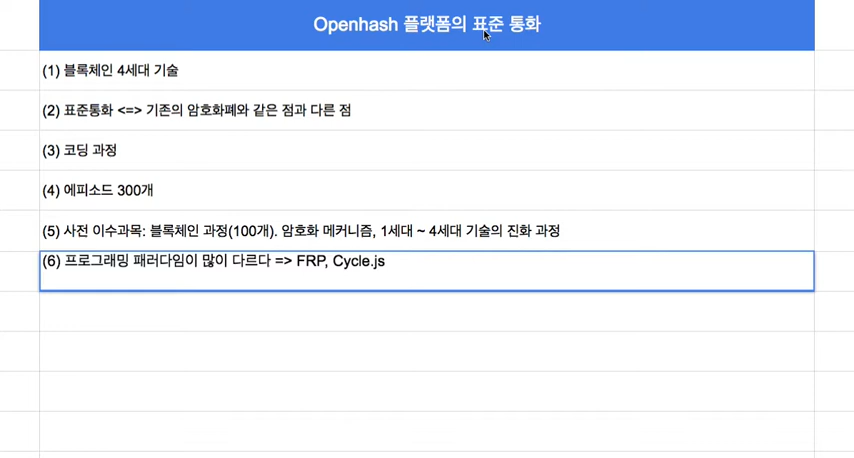 Openhash 플랫폼의 표준 통화
(1) 블록체인 4세대 기술
(2) 표준통화 <=> 기존의 암호화폐와 같은 점과 다른 점
(3) 코딩 과정
(4) 에피소드 300개
(5) 사전 이수과목: 블록체인 과정(100개). 암호화 메커니즘, 1세대 ~ 4세대 기술의 진화 과정
(6) 프로그래밍 패러다임이 많이 다르다 => FRP, Cycle.js